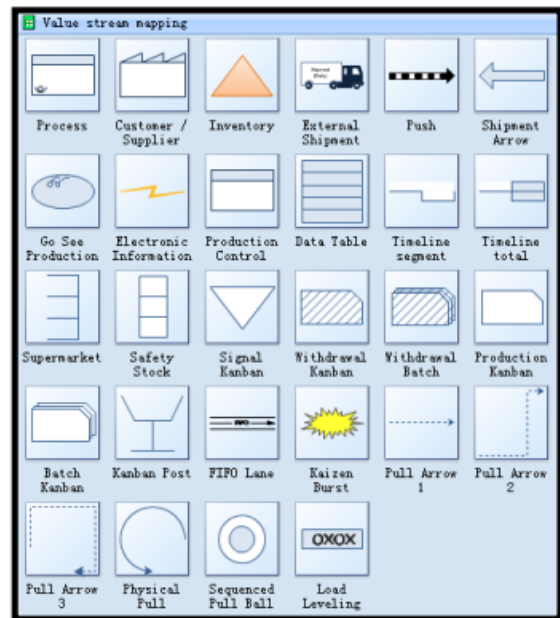 Value stream mapping
Process
Customer /
Supplier
Inventory
External
Shipment
Push
Shipment
Arrow
Go See
Production
Electronic
Information
Production
Control
Data Table
Timeline
segment
Timeline
total
Supermarket
Safety
Stock
Signal
Kanban
Withdrawal
Kanban
Withdrawal
Batch
Production
Kanban
Batch
Kanban
Kanban Post
FIFO
FIFO Lane
Kaizen
Burst
Pull Arrow
1
Pull Arrow
2
Pull Arrow
3
Physical
Pull
Sequenced
Pull Ball
OXOX
Load
Leveling